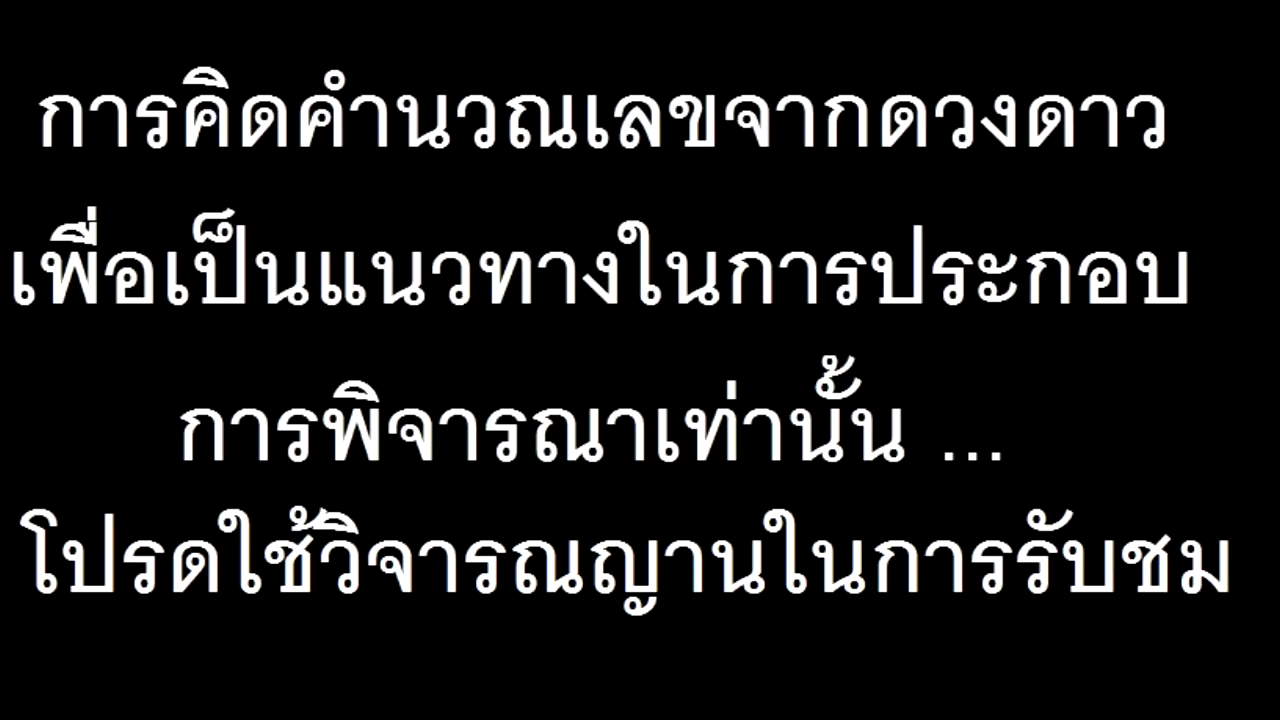 การคิดคำนวณเลขจากดวงดาว
เพื่อเป็นแนวทางในการประกอบ
การพิจารณาเท่านั้น ...
โปรดใช้วิจารณญานในการรับชม